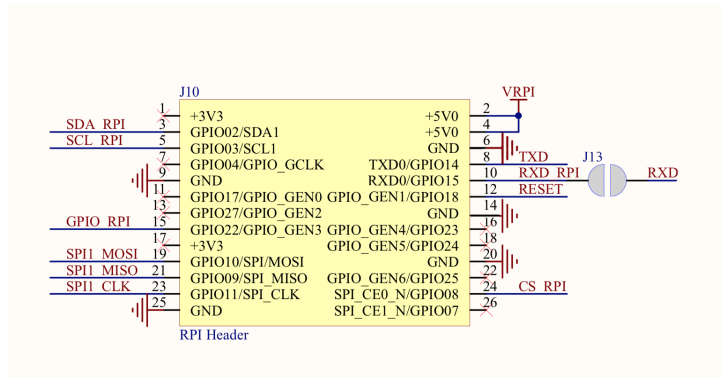 J10
VRPI
1 +3V3 +5V0 2
SDA_RPI 3 GPIO02/SDA1 +5V0 4
SCL_RPI 5 GPIO03/SCL1 GND 6
7 GPIO04/GPIO_GCLK TXD0/GPIO14 8 TXD J13
9 GND RXD0/GPIO15 10 RXD_RPI RXD
11 GPIO17/GPIO_GEN0 GPIO_GEN1/GPIO18 12 RESET
13 GPIO27/GPIO_GEN2 GND 14
GPIO_RPI 15 GPIO22/GPIO_GEN3 GPIO_GEN4/GPIO23 16
17 +3V3 GPIO_GEN5/GPIO24 18
SPI1_MOSI 19 GPIO10/SPI/MOSI GND 20
SPI1_MISO 21 GPIO09/SPI_MISO GPIO_GEN6/GPIO25 22
SPI1_CLK 23 GPIO11/SPI_CLK SPI_CE0_N/GPIO08 24 CS_RPI
25 GND SPI_CE1_N/GPIO07 26
RPI Header